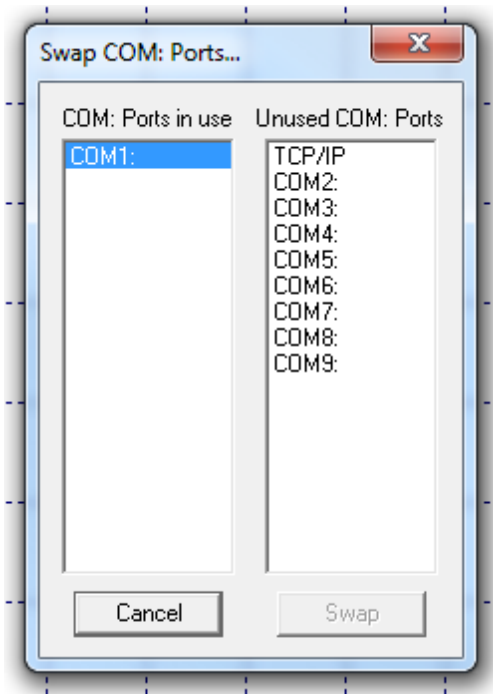 Swap COM: Ports...
X
COM: Ports in use
Unused COM: Ports
COM1:
TCP/IP
COM2:
COM3:
COM4:
COM5:
COM6:
COM7:
COM8:
COM9:
Cancel
Swap